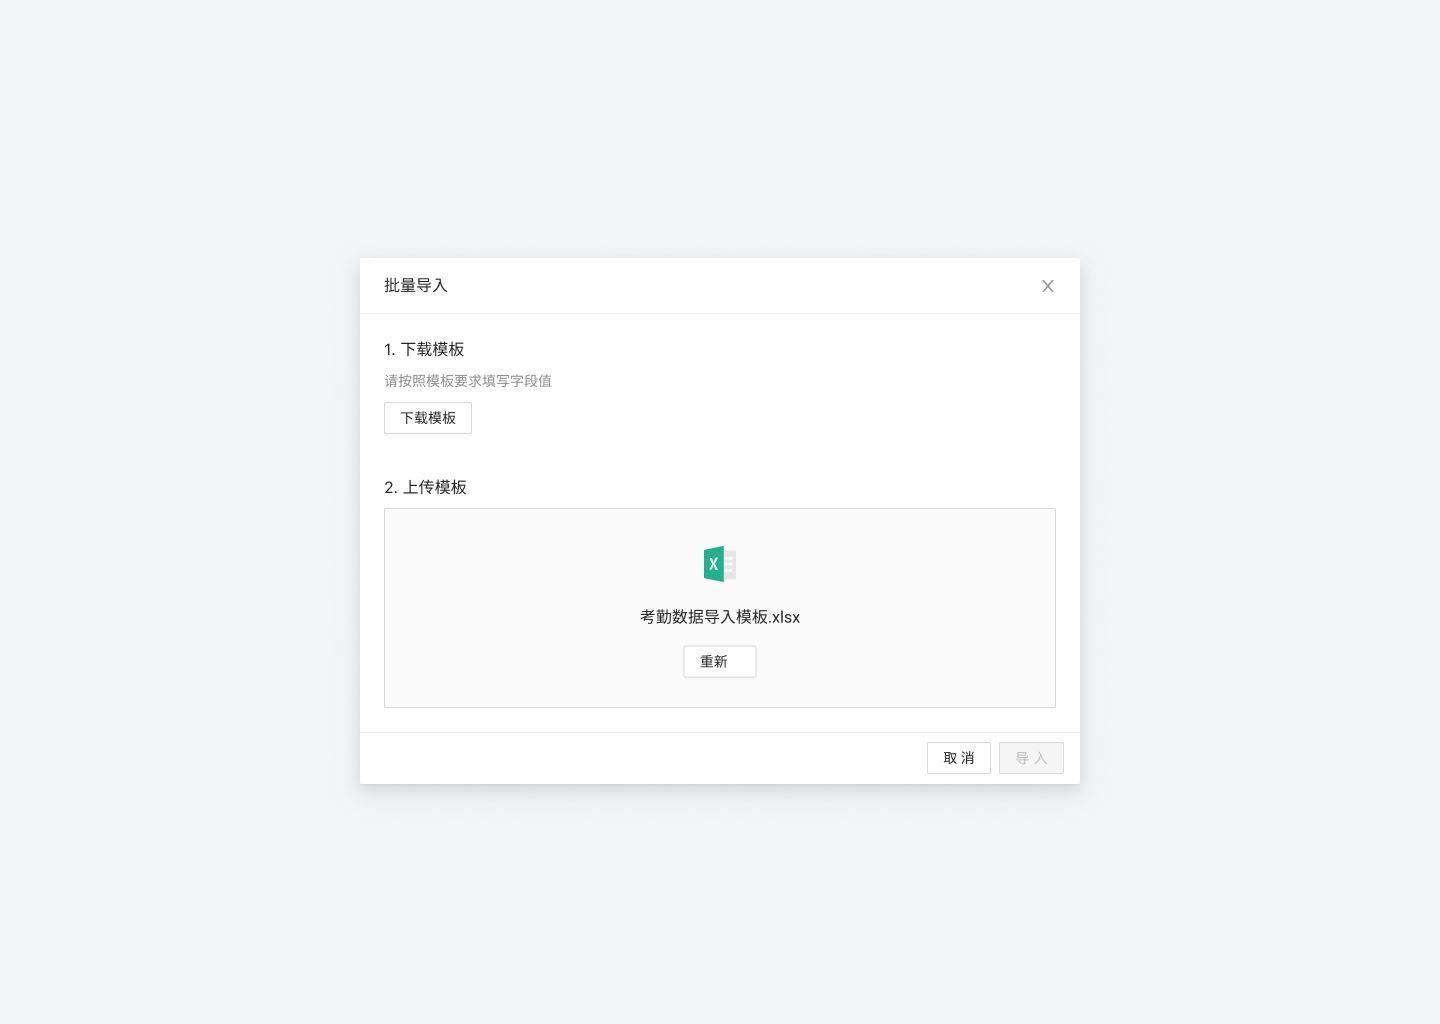 批量导入
1. 下载模板
请按照模板要求填写字段值
下载模板
2. 上传模板
X
考勤数据导入模板.xlsx
重新
取 消
导 入